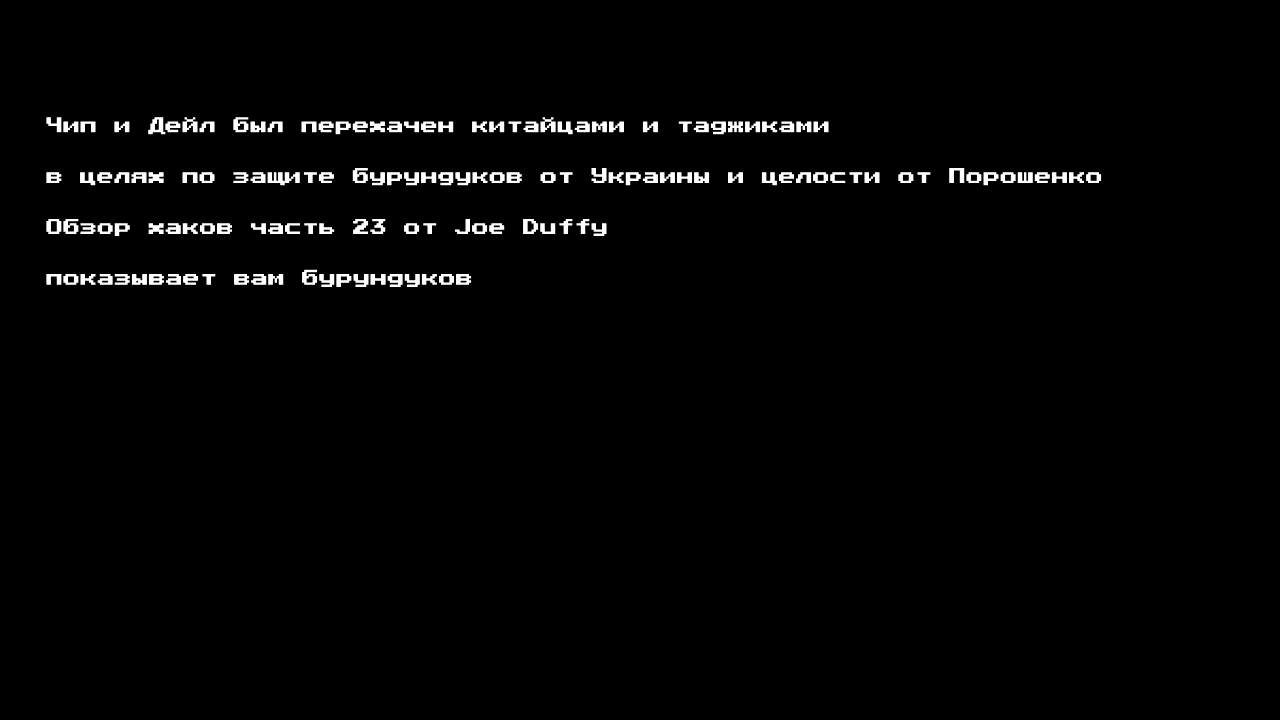 Чип и Дейл был перехачен китайцами и таджиками
в целях по защите бурундуков от Украины и целости от Порошенко
Обзор хаков часть 23 от Joe Duffy
показывает вам бурундуков